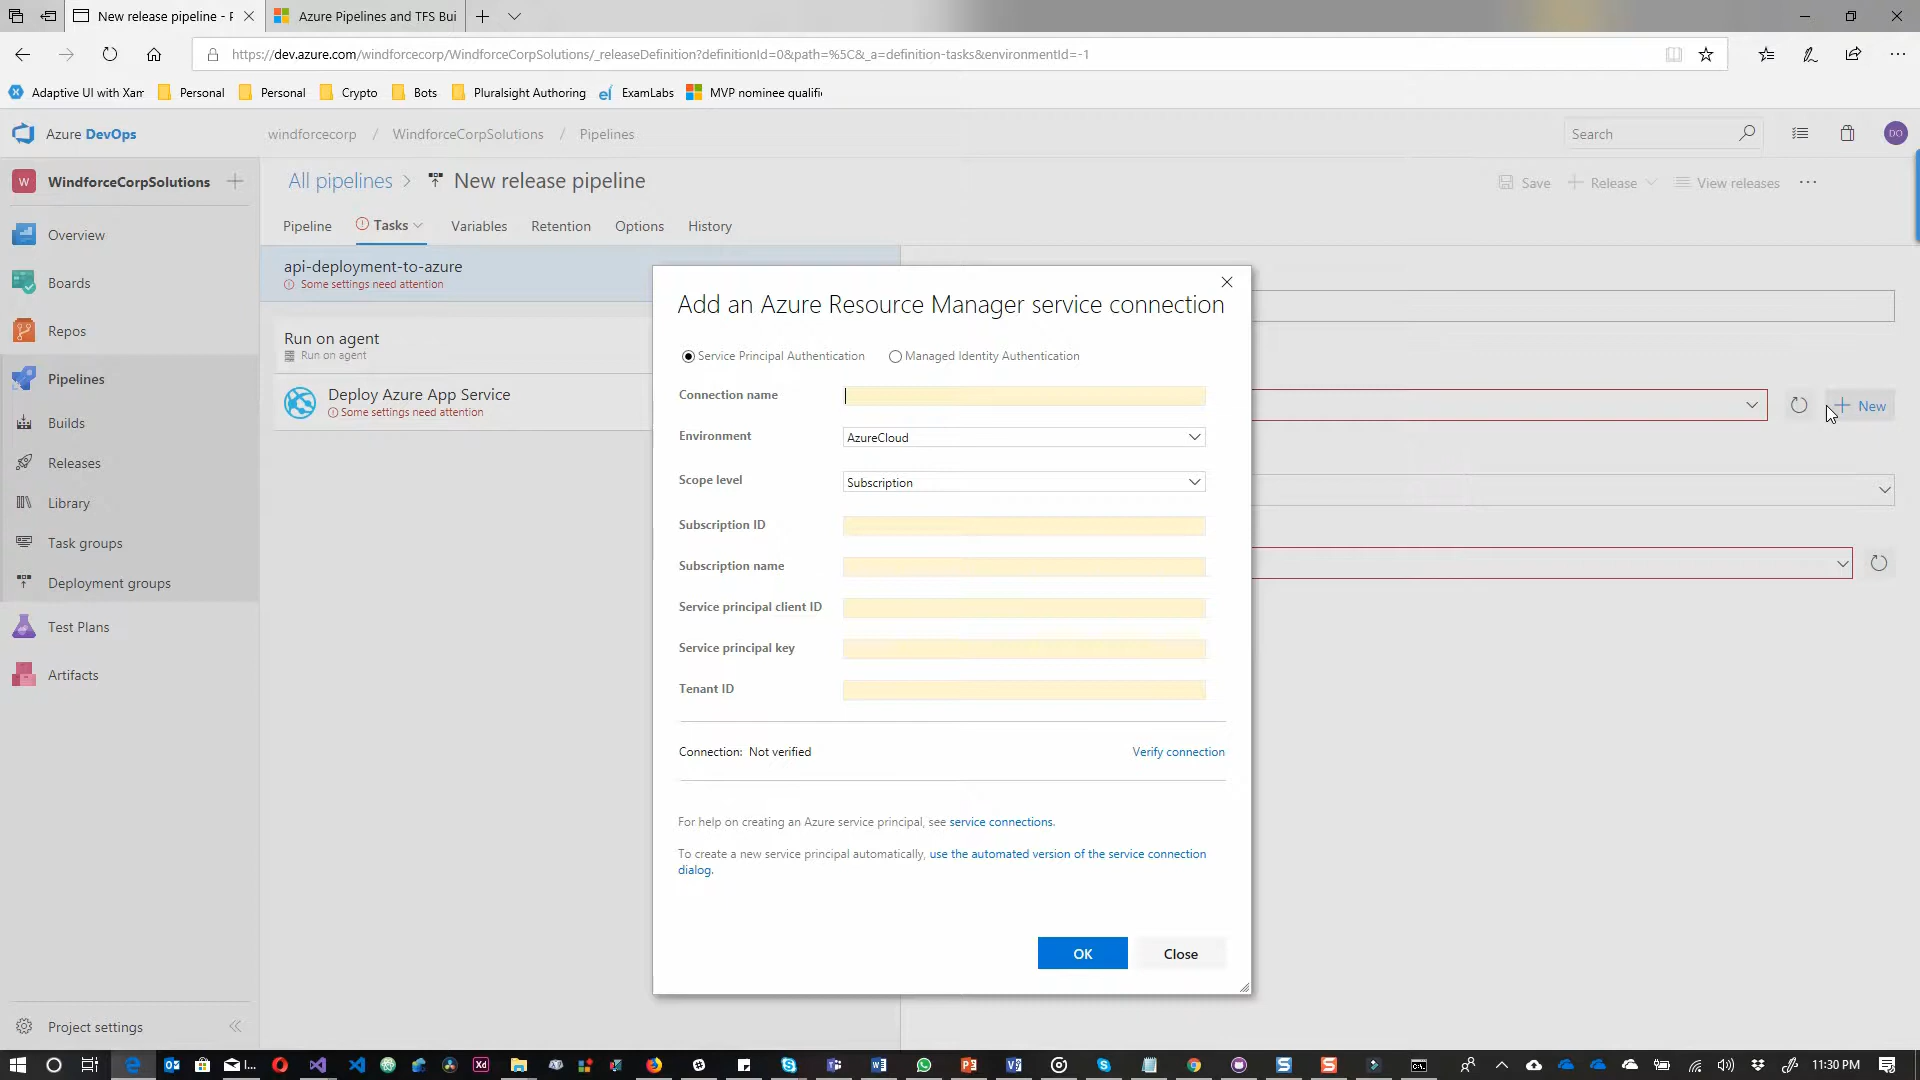 New release pipeline - F
Azure Pipelines and TFS Bui
https://dev.azure.com/windforcecorp/WindforceCorpSolutions/_releaseDefinition?definitionId=0&path=%5C&_a=definition-tasks&environmentId=-1
Adaptive UI with Xam
Personal
Personal
Crypto
Bots
Pluralsight Authoring
ExamLabs
MVP nominee qualifi
Azure DevOps
windforcecorp / WindforceCorpSolutions / Pipelines
Search
DO
W
WindforceCorpSolutions
All pipelines > New release pipeline
Save
Release
View releases
Pipeline
Tasks
Variables
Retention
Options
History
Overview
Boards
Repos
Pipelines
Builds
Releases
Library
Task groups
Deployment groups
Test Plans
Artifacts
Project settings
api-deployment-to-azure
Some settings need attention
Run on agent
Run on agent
Deploy Azure App Service
Some settings need attention
New
Add an Azure Resource Manager service connection
Service Principal Authentication
Managed Identity Authentication
Connection name
Environment
AzureCloud
Scope level
Subscription
Subscription ID
Subscription name
Service principal client ID
Service principal key
Tenant ID
Connection: Not verified
Verify connection
For help on creating an Azure service principal, see service connections.
To create a new service principal automatically, use the automated version of the service connection
dialog.
OK
Close
11:30 PM